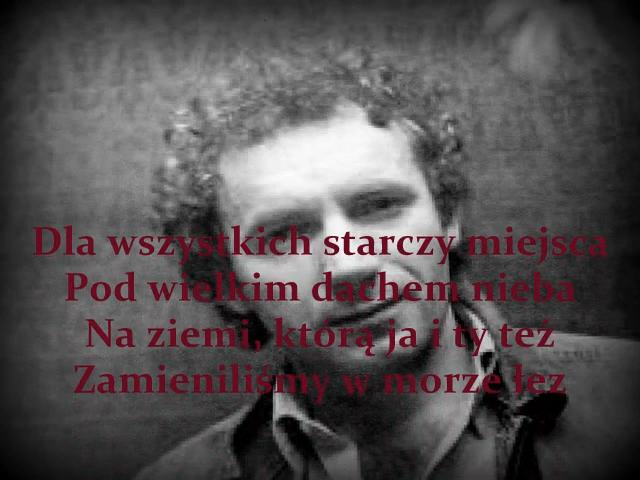 Dla wszystkich starczy miejsca
Pod wielkim dachem nieba
Na ziemi, którą ja i ty też
Zamieniliśmy w morze łez